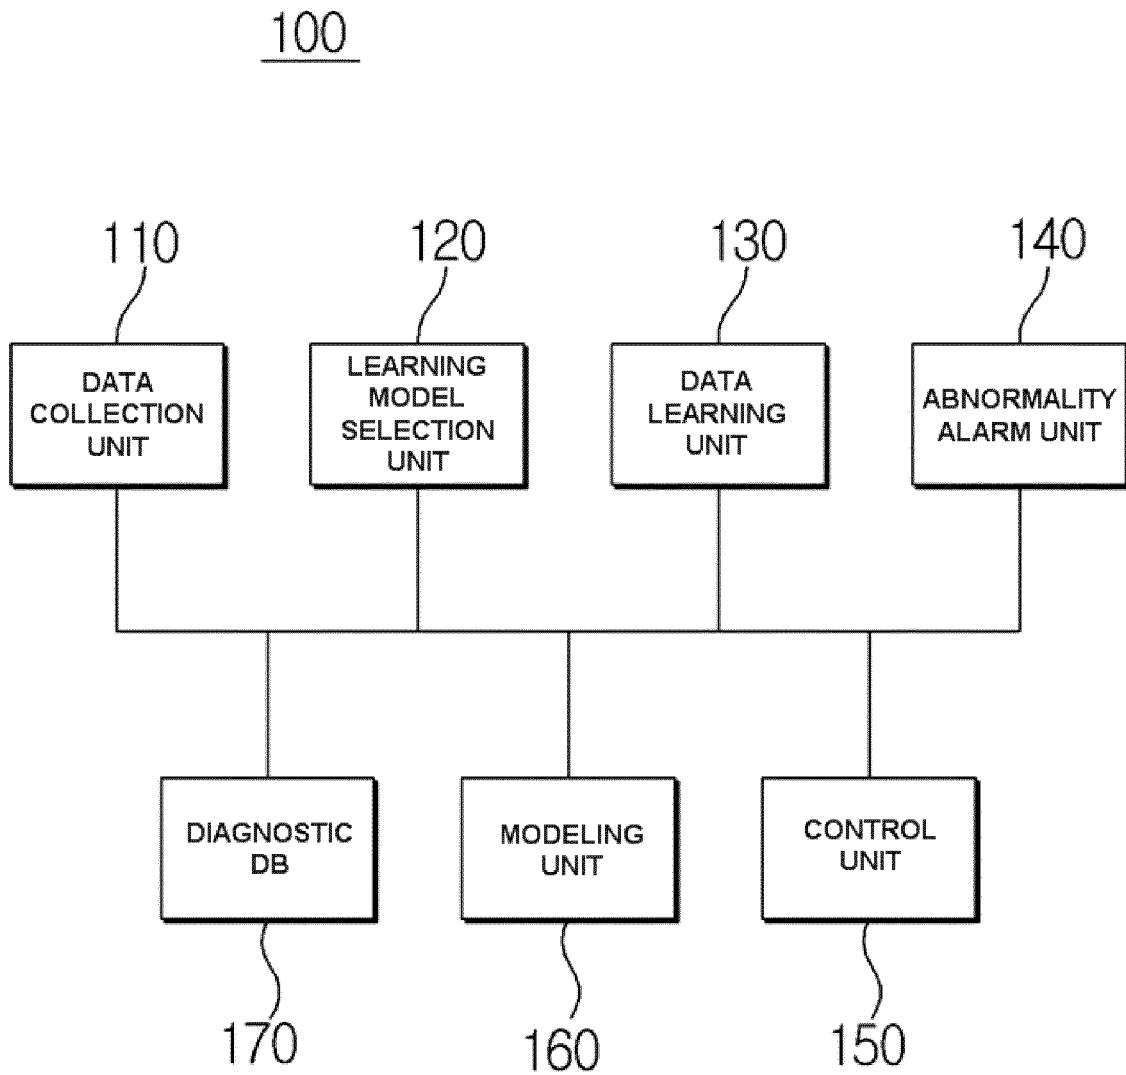 100
110
120
130
140
DATA
COLLECTION
UNIT
LEARNING
MODEL
SELECTION
UNIT
DATA
LEARNING
UNIT
ABNORMALITY
ALARM UNIT
DIAGNOSTIC
DB
MODELING
UNIT
CONTROL
UNIT
170
160
150